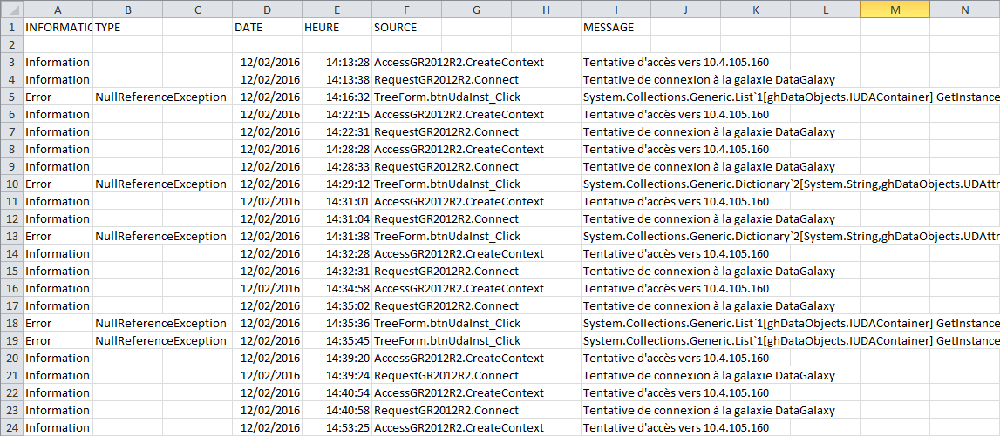 A B C D E F G H I J K L M N
1 INFORMATIC TYPE DATE HEURE SOURCE MESSAGE
2
3 Information 12/02/2016 14:13:28 AccessGR2012R2.CreateContext Tentative d'accès vers 10.4.105.160
4 Information 12/02/2016 14:13:38 RequestGR2012R2.Connect Tentative de connexion à la galaxie DataGalaxy
5 Error NullReferenceException 12/02/2016 14:16:32 TreeForm.btnUdaInst_Click System.Collections.Generic.List`1[ghDataObjects.IUDAContainer] GetInstance
6 Information 12/02/2016 14:22:15 AccessGR2012R2.CreateContext Tentative d'accès vers 10.4.105.160
7 Information 12/02/2016 14:22:31 RequestGR2012R2.Connect Tentative de connexion à la galaxie DataGalaxy
8 Information 12/02/2016 14:28:28 AccessGR2012R2.CreateContext Tentative d'accès vers 10.4.105.160
9 Information 12/02/2016 14:28:33 RequestGR2012R2.Connect Tentative de connexion à la galaxie DataGalaxy
10 Error NullReferenceException 12/02/2016 14:29:12 TreeForm.btnUdaInst_Click System.Collections.Generic.Dictionary`2[System.String,ghDataObjects.UDAttr
11 Information 12/02/2016 14:31:01 AccessGR2012R2.CreateContext Tentative d'accès vers 10.4.105.160
12 Information 12/02/2016 14:31:04 RequestGR2012R2.Connect Tentative de connexion à la galaxie DataGalaxy
13 Error NullReferenceException 12/02/2016 14:31:38 TreeForm.btnUdaInst_Click System.Collections.Generic.Dictionary`2[System.String,ghDataObjects.UDAttr
14 Information 12/02/2016 14:32:28 AccessGR2012R2.CreateContext Tentative d'accès vers 10.4.105.160
15 Information 12/02/2016 14:32:31 RequestGR2012R2.Connect Tentative de connexion à la galaxie DataGalaxy
16 Information 12/02/2016 14:34:58 AccessGR2012R2.CreateContext Tentative d'accès vers 10.4.105.160
17 Information 12/02/2016 14:35:02 RequestGR2012R2.Connect Tentative de connexion à la galaxie DataGalaxy
18 Error NullReferenceException 12/02/2016 14:35:36 TreeForm.btnUdaInst_Click System.Collections.Generic.List`1[ghDataObjects.IUDAContainer] GetInstance
19 Error NullReferenceException 12/02/2016 14:35:45 TreeForm.btnUdaInst_Click System.Collections.Generic.List`1[ghDataObjects.IUDAContainer] GetInstance
20 Information 12/02/2016 14:39:20 AccessGR2012R2.CreateContext Tentative d'accès vers 10.4.105.160
21 Information 12/02/2016 14:39:24 RequestGR2012R2.Connect Tentative de connexion à la galaxie DataGalaxy
22 Information 12/02/2016 14:40:54 AccessGR2012R2.CreateContext Tentative d'accès vers 10.4.105.160
23 Information 12/02/2016 14:40:58 RequestGR2012R2.Connect Tentative de connexion à la galaxie DataGalaxy
24 Information 12/02/2016 14:53:25 AccessGR2012R2.CreateContext Tentative d'accès vers 10.4.105.160